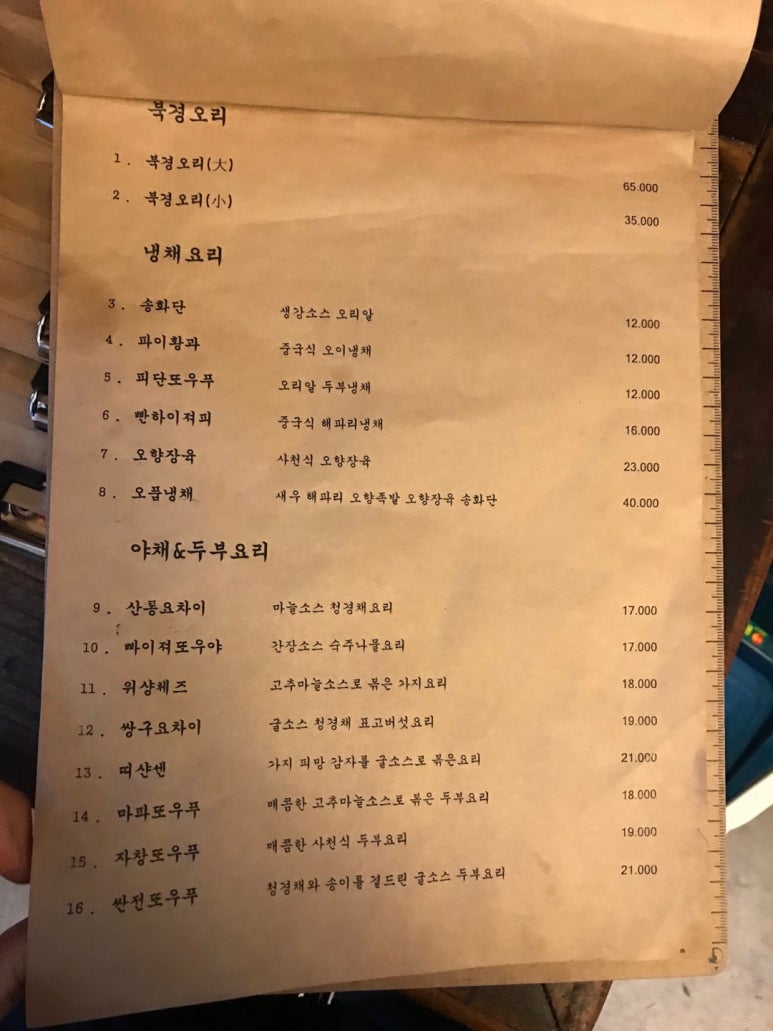 북경오리
1. 북경오리(大) 65.000
2. 북경오리(小) 35.000
냉채요리
3. 송화단 생강소스 오리알 12.000
4. 파이황과 중국식 오이냉채 12.000
5. 피단또우푸 오리알 두부냉채 12.000
6. 빤하이져피 중국식 해파리냉채 16.000
7. 오향장육 사천식 오향장육 23.000
8. 오품냉채 새우 해파리 오향족발 오향장육 송화단 40.000
야채&두부요리
9. 산통요차이 마늘소스 청경채요리 17.000
10. 빠이져또우야 간장소스 숙주나물요리 17.000
11. 위샹체즈 고추마늘소스로 볶은 가지요리 18.000
12. 쌍구요차이 굴소스 청경채 표고버섯요리 19.000
13. 띠샨센 가지 피망 감자를 굴소스로 볶은요리 21.000
14. 마파또우푸 매콤한 고추마늘소스로 볶은 두부요리 18.000
15. 자창또우푸 매콤한 사천식 두부요리 19.000
16. 싼전또우푸 청경채와 송이를 곁드린 굴소스 두부요리 21.000